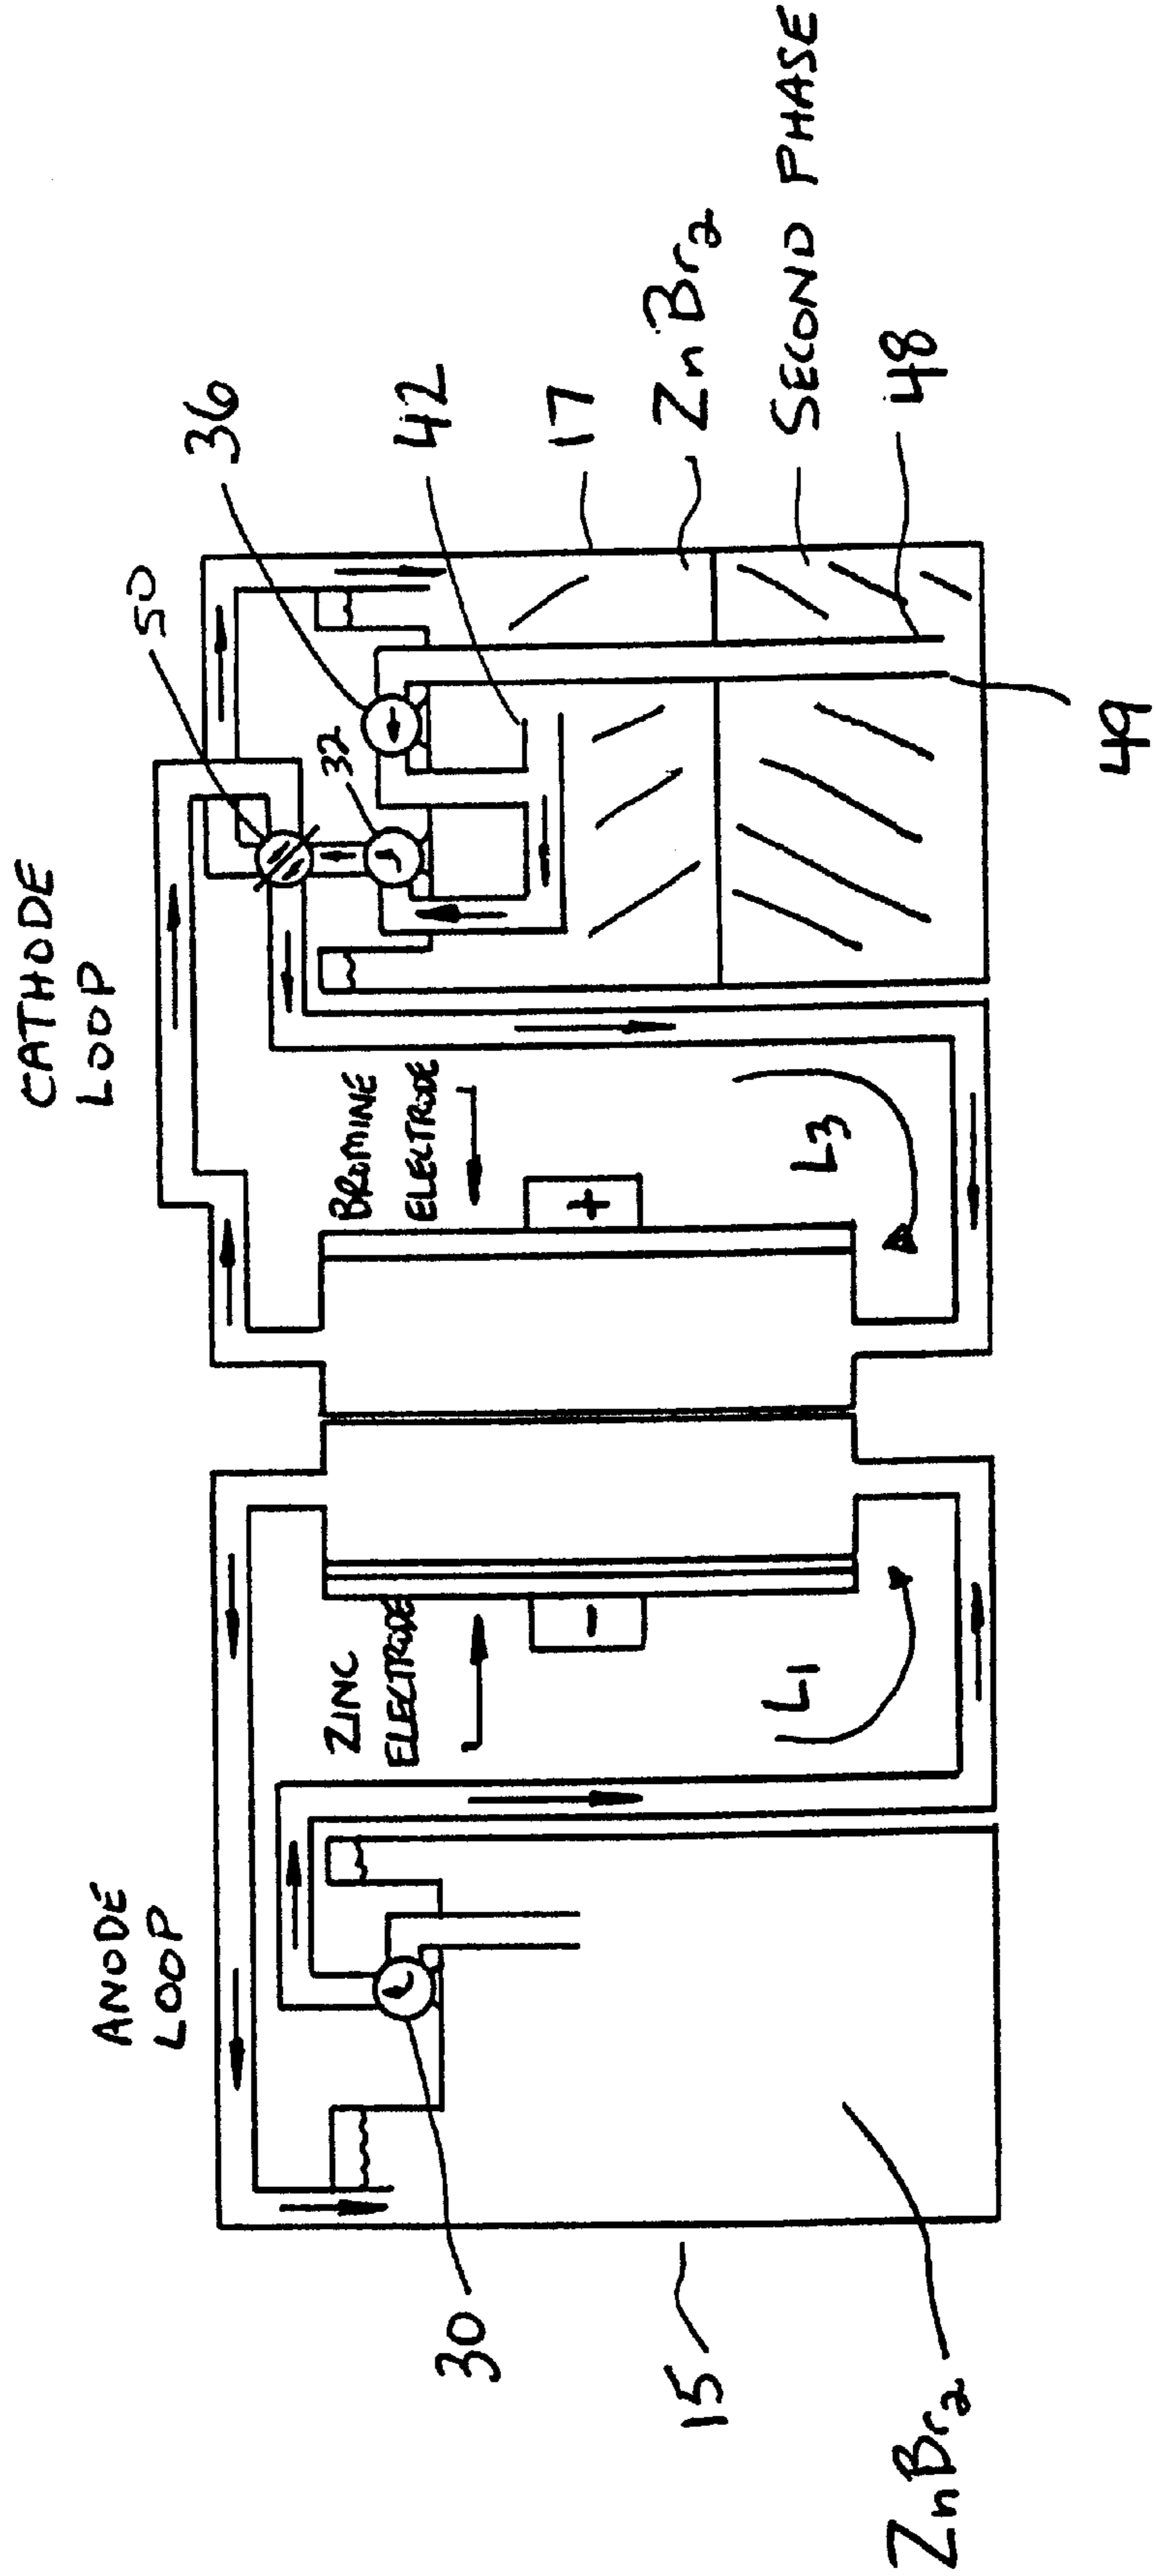 ANODE
LOOP
CATHODE
LOOP
50
36
32
42
17
ZnBr2
SECOND PHASE
48
49
ZINC
ELECTRODE
-
L1
BROMINE
ELECTRODE
+
L3
30
15
ZnBr2